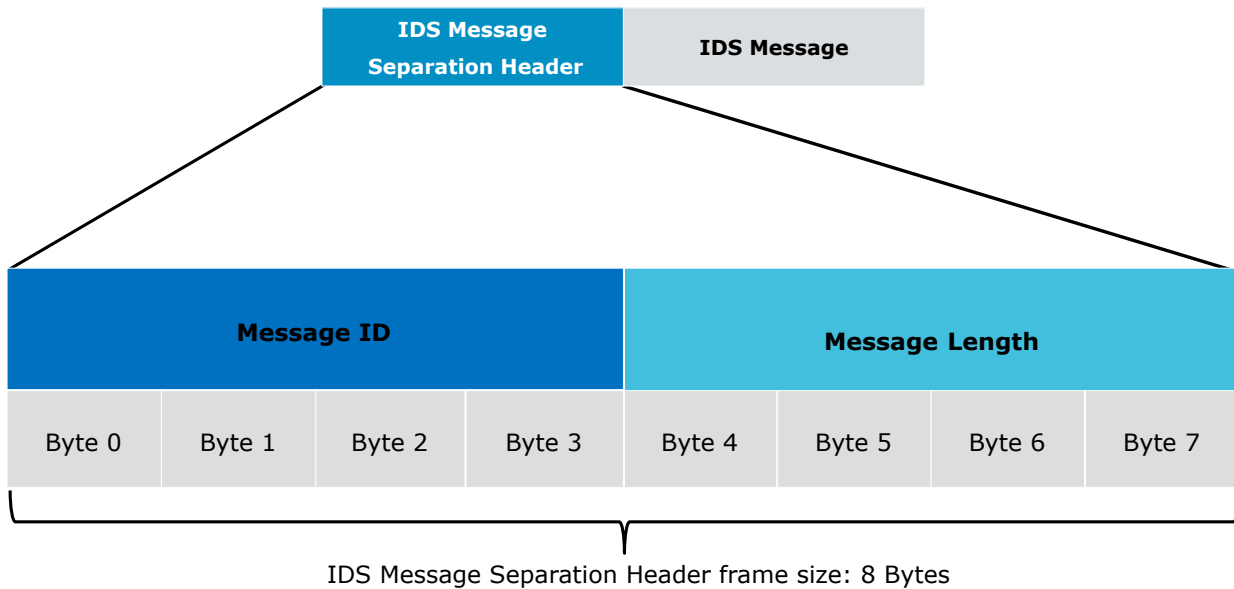 IDS Message
Separation Header
IDS Message
Message ID
Message Length
Byte 0
Byte 1
Byte 2
Byte 3
Byte 4
Byte 5
Byte 6
Byte 7
IDS Message Separation Header frame size: 8 Bytes